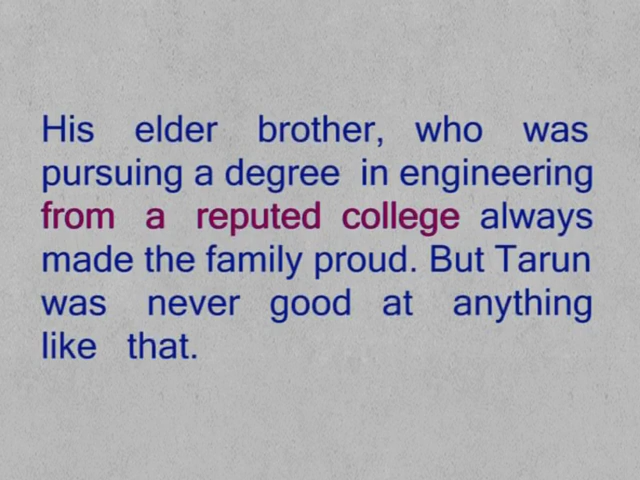 His elder brother, who was
pursuing a degree in engineering
from a reputed college always
made the family proud. But Tarun
was never good at anything
like that.